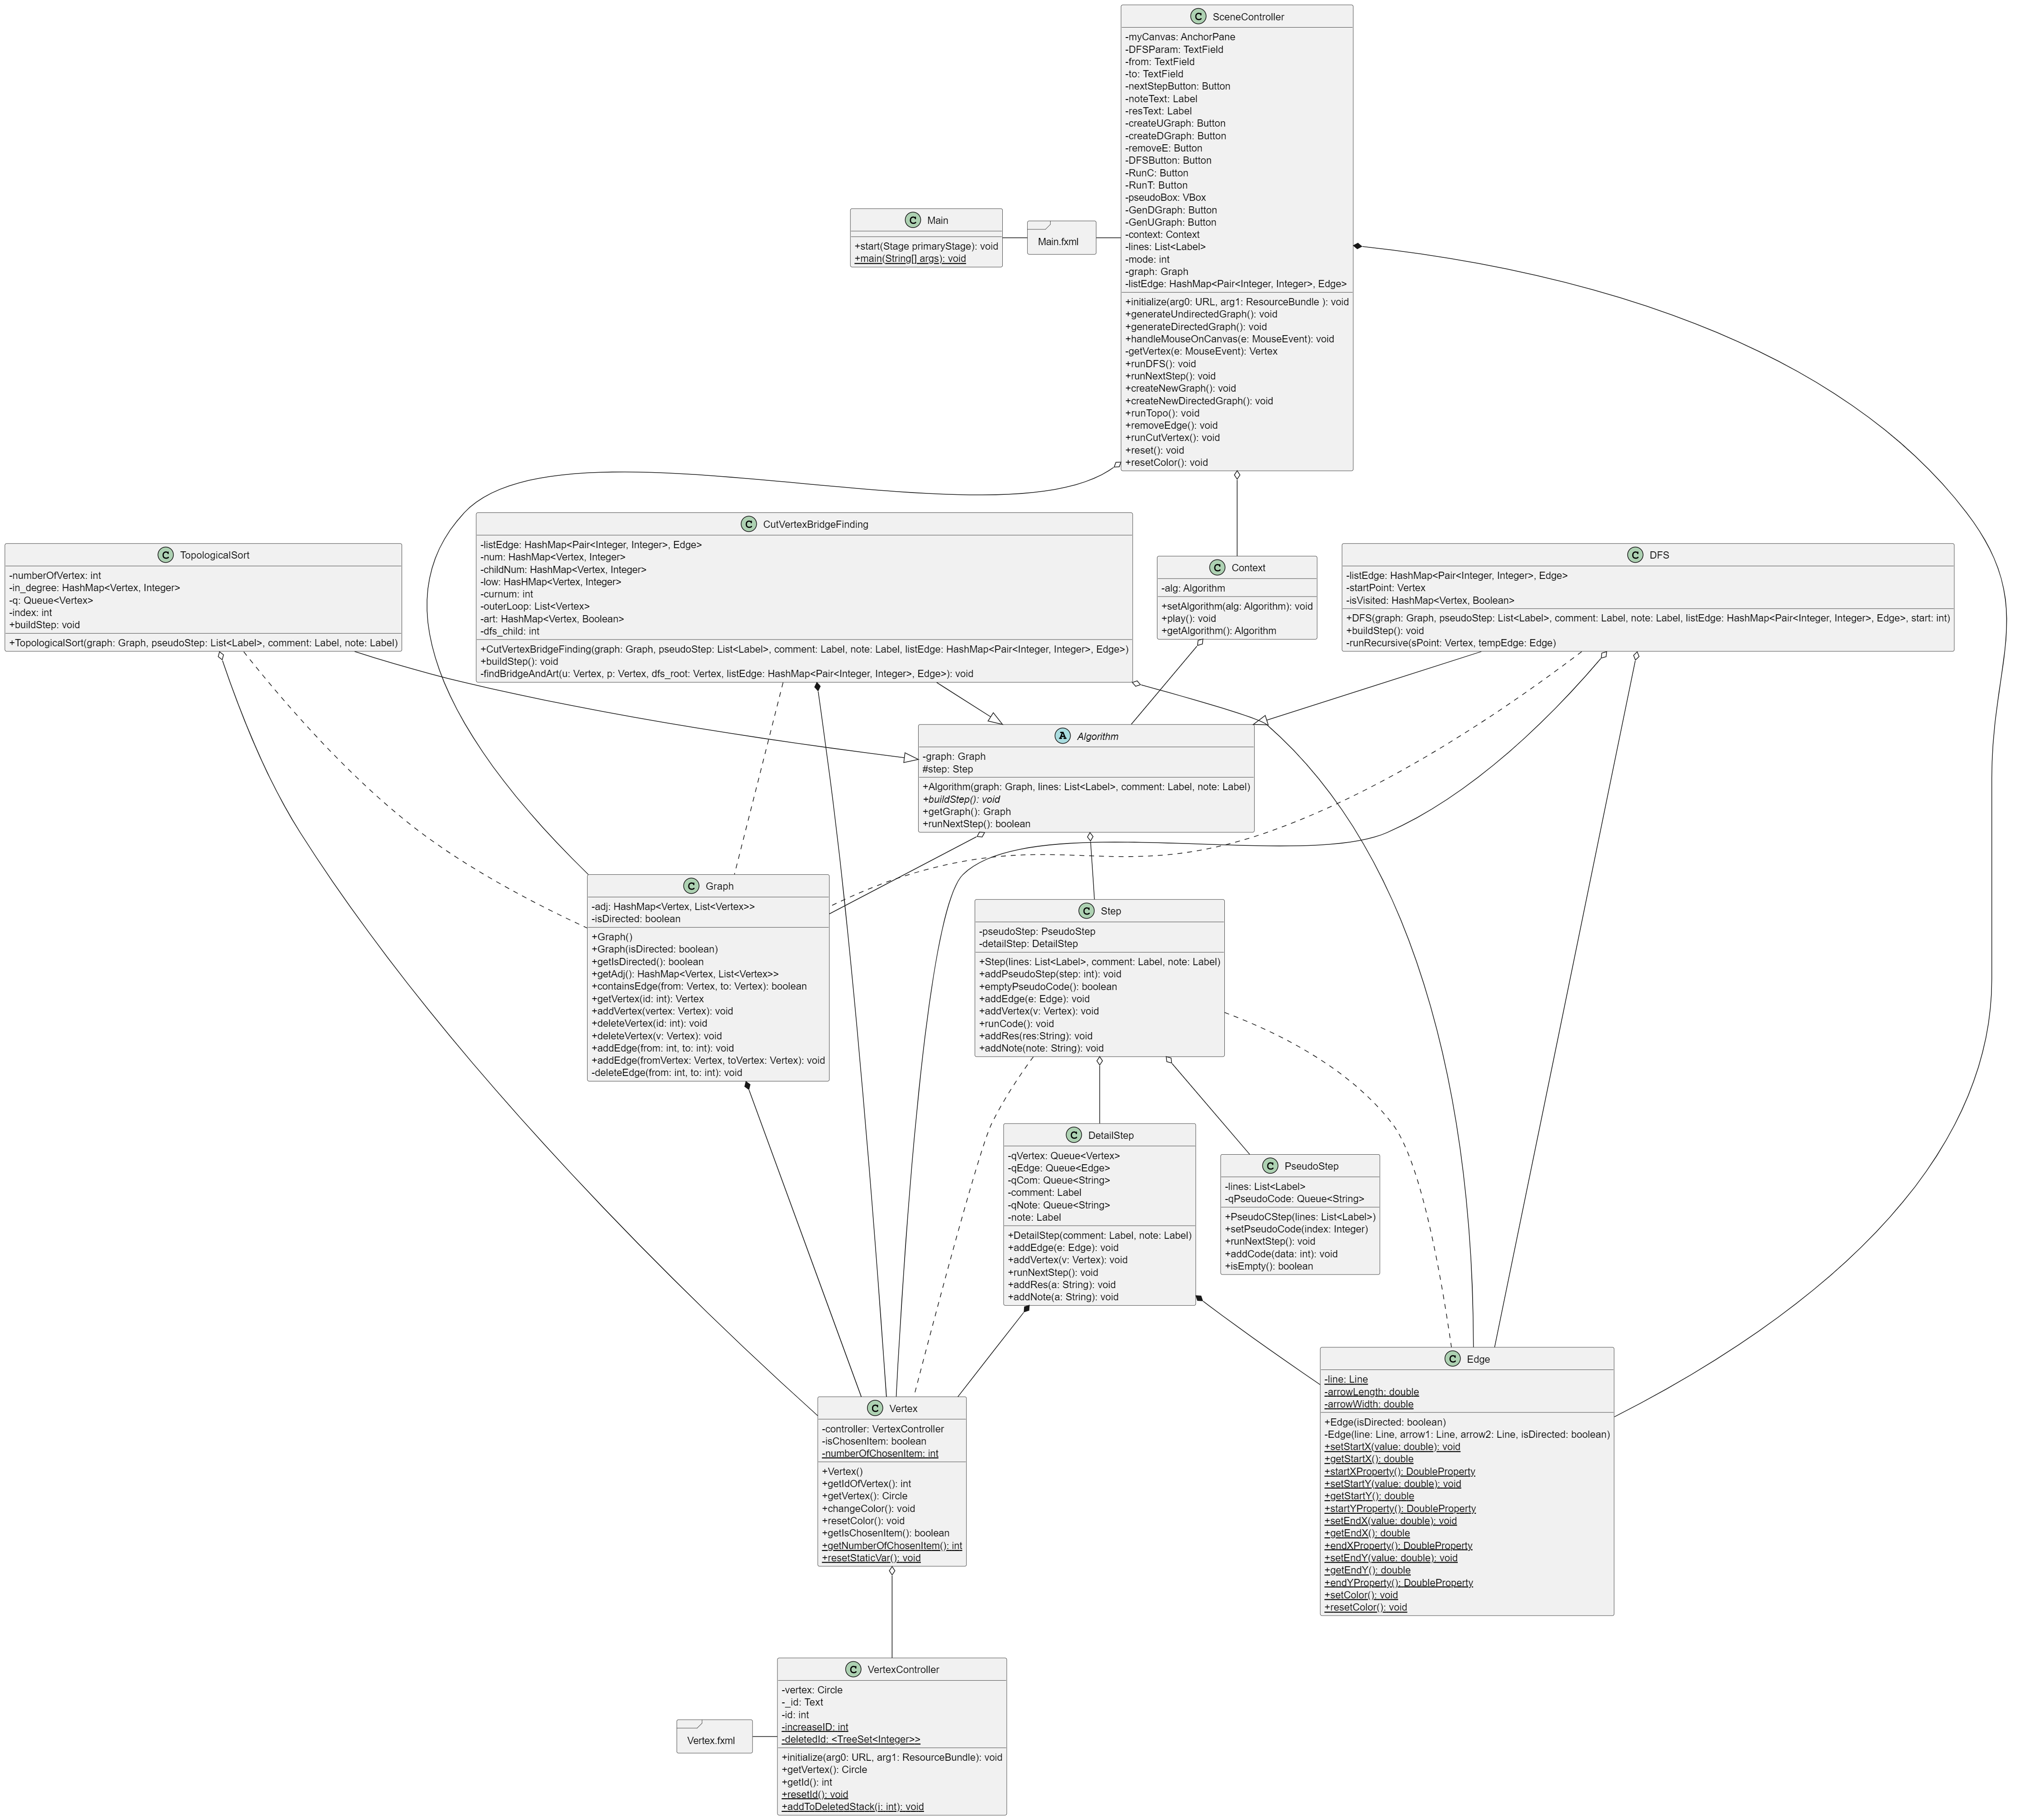 C SceneController
-myCanvas: AnchorPane
-DFSParam: TextField
-from: TextField
-to: TextField
-nextStepButton: Button
-noteText: Label
-resText: Label
-createUGraph: Button
-createDGraph: Button
-removeE: Button
-DFSButton: Button
-RunC: Button
-RunT: Button
-pseudoBox: VBox
-GenDGraph: Button
-GenUGraph: Button
-context: Context
-lines: List<Label>
-mode: int
-graph: Graph
-listEdge: HashMap<Pair<Integer, Integer>, Edge>
+initialize(arg0: URL, arg1: ResourceBundle ): void
+generateUndirectedGraph(): void
+generateDirectedGraph(): void
+handleMouseOnCanvas(e: MouseEvent): void
-getVertex(e: MouseEvent): Vertex
+runDFS(): void
+runNextStep(): void
+createNewGraph(): void
+createNewDirectedGraph(): void
+runTopo(): void
+removeEdge(): void
+runCutVertex(): void
+reset(): void
+resetColor(): void
C Main
+start(Stage primaryStage): void
+main(String[] args): void
Main.fxml
C TopologicalSort
-numberOfVertex: int
-in_degree: HashMap<Vertex, Integer>
-q: Queue<Vertex>
-index: int
+buildStep: void
+TopologicalSort(graph: Graph, pseudoStep: List<Label>, comment: Label, note: Label)
C CutVertexBridgeFinding
-listEdge: HashMap<Pair<Integer, Integer>, Edge>
-num: HashMap<Vertex, Integer>
-childNum: HashMap<Vertex, Integer>
-low: HasHMap<Vertex, Integer>
-curnum: int
-outerLoop: List<Vertex>
-art: HashMap<Vertex, Boolean>
-dfs_child: int
+CutVertexBridgeFinding(graph: Graph, pseudoStep: List<Label>, comment: Label, note: Label, listEdge: HashMap<Pair<Integer, Integer>, Edge>)
+buildStep(): void
-findBridgeAndArt(u: Vertex, p: Vertex, dfs_root: Vertex, listEdge: HashMap<Pair<Integer, Integer>, Edge>): void
C Context
-alg: Algorithm
+setAlgorithm(alg: Algorithm): void
+play(): void
+getAlgorithm(): Algorithm
C DFS
-listEdge: HashMap<Pair<Integer, Integer>, Edge>
-startPoint: Vertex
-isVisited: HashMap<Vertex, Boolean>
+DFS(graph: Graph, pseudoStep: List<Label>, comment: Label, note: Label, listEdge: HashMap<Pair<Integer, Integer>, Edge>, start: int)
+buildStep(): void
-runRecursive(sPoint: Vertex, tempEdge: Edge)
A Algorithm
-graph: Graph
#step: Step
+Algorithm(graph: Graph, lines: List<Label>, comment: Label, note: Label)
+buildStep(): void
+getGraph(): Graph
+runNextStep(): boolean
C Graph
-adj: HashMap<Vertex, List<Vertex>>
-isDirected: boolean
+Graph()
+Graph(isDirected: boolean)
+getIsDirected(): boolean
+getAdj(): HashMap<Vertex, List<Vertex>>
+containsEdge(from: Vertex, to: Vertex): boolean
+getVertex(id: int): Vertex
+addVertex(vertex: Vertex): void
+deleteVertex(id: int): void
+deleteVertex(v: Vertex): void
+addEdge(from: int, to: int): void
+addEdge(fromVertex: Vertex, toVertex: Vertex): void
-deleteEdge(from: int, to: int): void
C Step
-pseudoStep: PseudoStep
-detailStep: DetailStep
+Step(lines: List<Label>, comment: Label, note: Label)
+addPseudoStep(step: int): void
+emptyPseudoCode(): boolean
+addEdge(e: Edge): void
+addVertex(v: Vertex): void
+runCode(): void
+addRes(res:String): void
+addNote(note: String): void
C DetailStep
-qVertex: Queue<Vertex>
-qEdge: Queue<Edge>
-qCom: Queue<String>
-comment: Label
-qNote: Queue<String>
-note: Label
+DetailStep(comment: Label, note: Label)
+addEdge(e: Edge): void
+addVertex(v: Vertex): void
+runNextStep(): void
+addRes(a: String): void
+addNote(a: String): void
C PseudoStep
-lines: List<Label>
-qPseudoCode: Queue<String>
+PseudoCStep(lines: List<Label>)
+setPseudoCode(index: Integer)
+runNextStep(): void
+addCode(data: int): void
+isEmpty(): boolean
C Edge
-line: Line
-arrowLength: double
-arrowWidth: double
+Edge(isDirected: boolean)
-Edge(line: Line, arrow1: Line, arrow2: Line, isDirected: boolean)
+setStartX(value: double): void
+getStartX(): double
+startXProperty(): DoubleProperty
+setStartY(value: double): void
+getStartY(): double
+startYProperty(): DoubleProperty
+setEndX(value: double): void
+getEndX(): double
+endXProperty(): DoubleProperty
+setEndY(value: double): void
+getEndY(): double
+endYProperty(): DoubleProperty
+setColor(): void
+resetColor(): void
C Vertex
-controller: VertexController
-isChosenItem: boolean
-numberOfChosenItem: int
+Vertex()
+getIdOfVertex(): int
+getVertex(): Circle
+changeColor(): void
+resetColor(): void
+getIsChosenItem(): boolean
+getNumberOfChosenItem(): int
+resetStaticVar(): void
C VertexController
-vertex: Circle
-_id: Text
-id: int
-increaseID: int
-deletedId: <TreeSet<Integer>>
+initialize(arg0: URL, arg1: ResourceBundle): void
+getVertex(): Circle
+getId(): int
+resetId(): void
+addToDeletedStack(i: int): void
Vertex.fxml